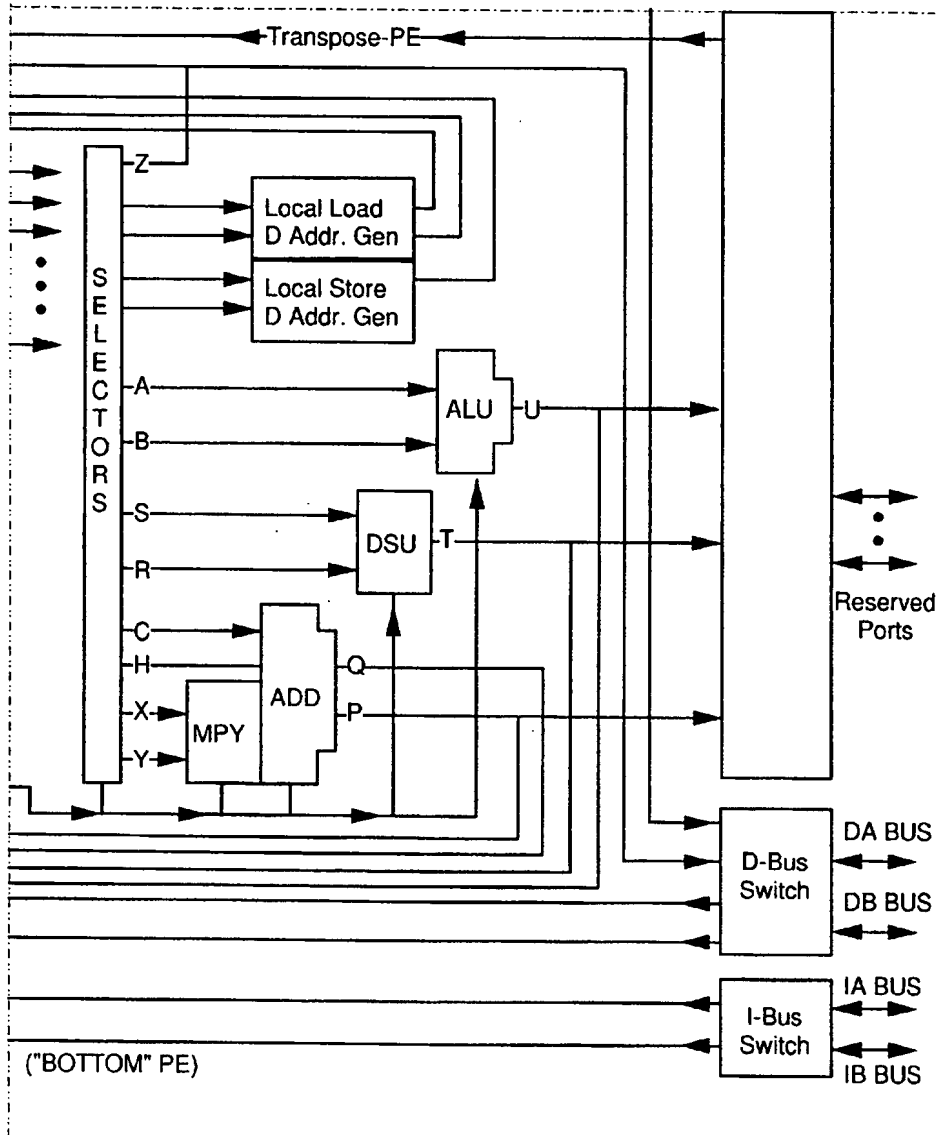 Transpose-PE
Z
Local Load
D Addr. Gen
Local Store
D Addr. Gen
SELECTORS
A
B
ALU
U
S
R
DSU
T
C
H
X
Y
MPY
ADD
Q
P
Reserved
Ports
D-Bus
Switch
DA BUS
DB BUS
I-Bus
Switch
IA BUS
IB BUS
("BOTTOM" PE)